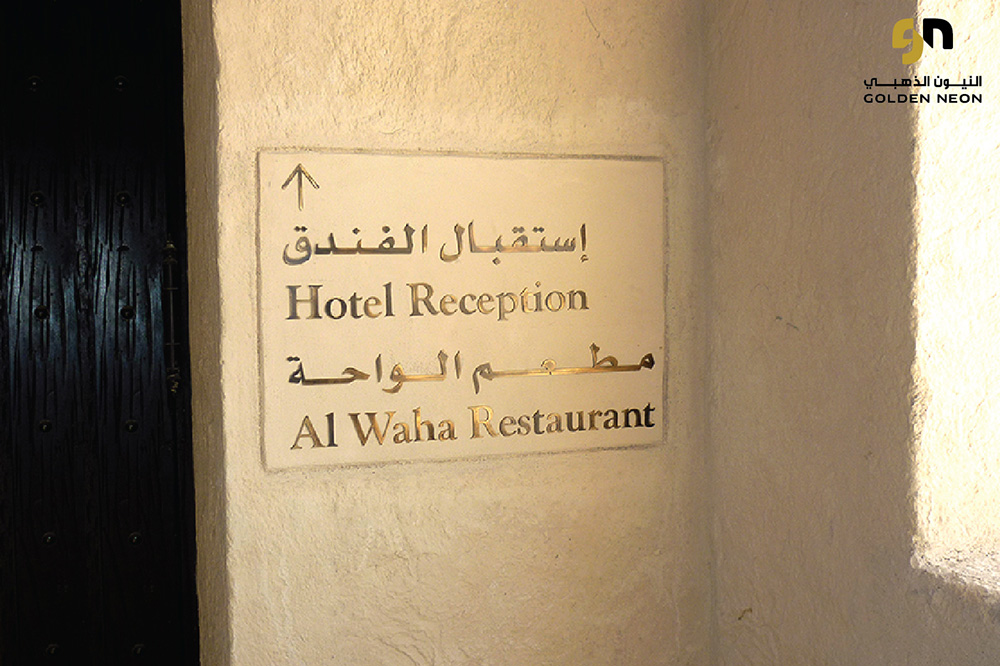 النيون الذهبي
GOLDEN NEON
إستقبال الفندق
Hotel Reception
مطعم الواحة
Al Waha Restaurant